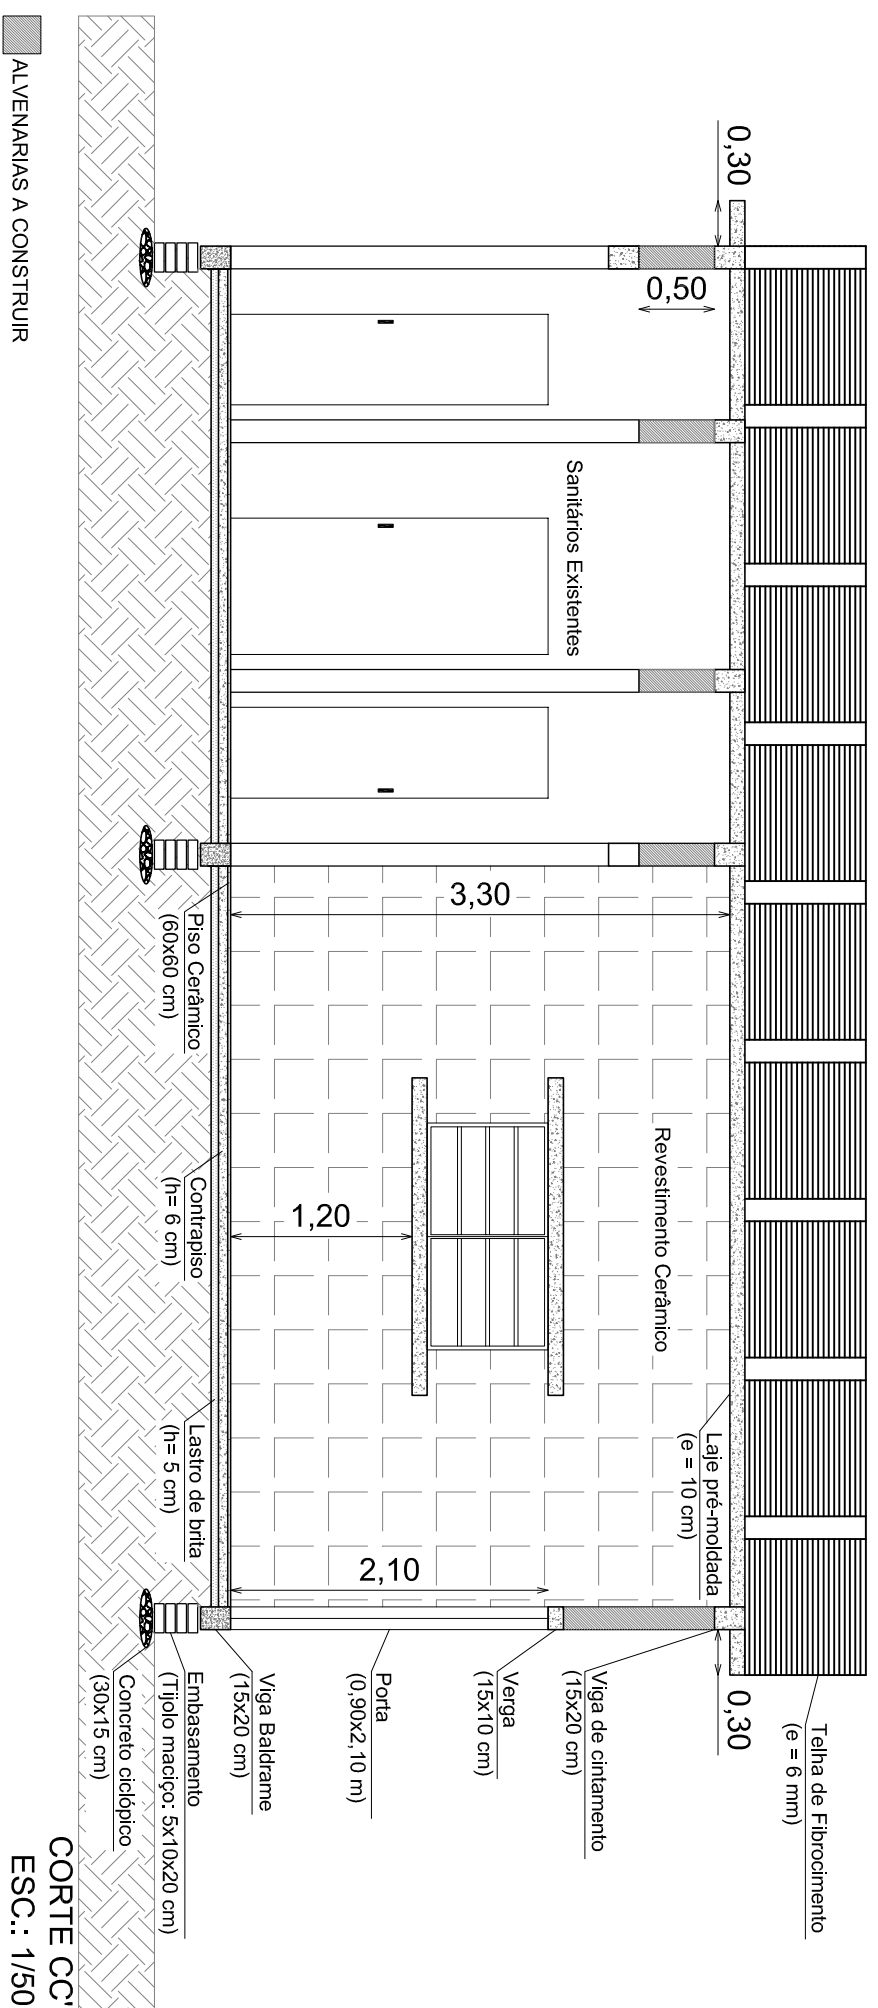 0,30
Telha de Fibrocimento
(e = 6 mm)
0,50
Sanitários Existentes
3,30
Revestimento Cerâmico
Laje pré-moldada
(e = 10 cm)
0,30
1,20
2,10
Viga de cintamento
(15x20 cm)
Verga
(15x10 cm)
Porta
(0,90x2,10 m)
Viga Baldrame
(15x20 cm)
Piso Cerâmico
(60x60 cm)
Contrapiso
(h= 6 cm)
Lastro de brita
(h= 5 cm)
Embasamento
(Tijolo maciço: 5x10x20 cm)
Concreto ciclópico
(30x15 cm)
ALVENARIAS A CONSTRUIR
CORTE CC'
ESC.: 1/50